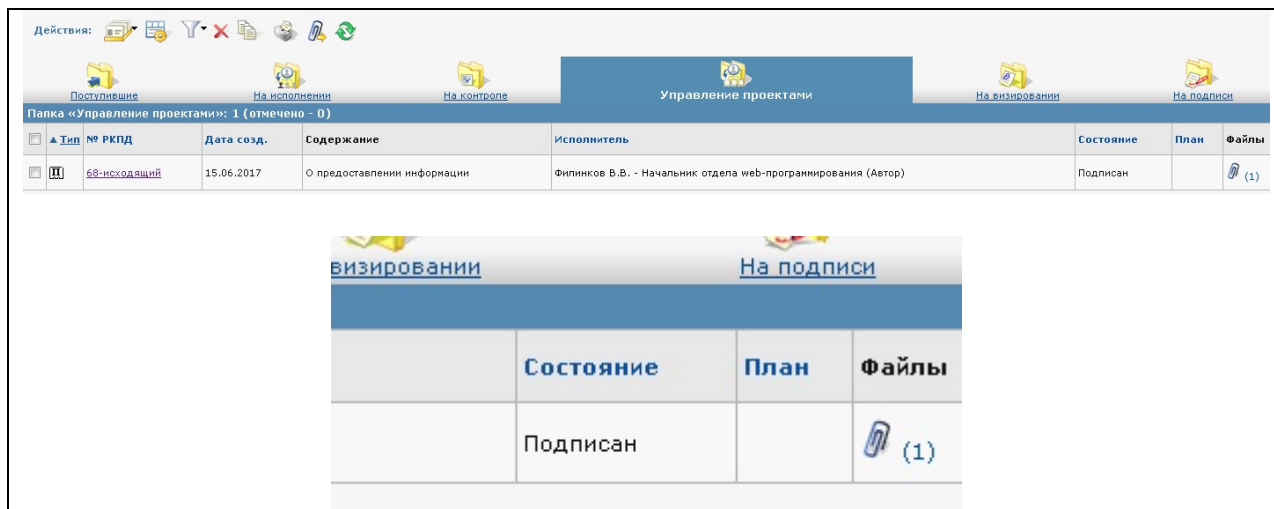 Действия:
Поступившие На исполнении На контроле Управление проектами На визировании На подписи
Папка «Управление проектами»: 1 (отмечено - 0)
▲ Тип № РКПД Дата созд. Содержание Исполнитель Состояние План Файлы
68-исходящий 15.06.2017 О предоставлении информации Филинков В.В. - Начальник отдела web-программирования (Автор) Подписан (1)
визировании На подписи
Состояние План Файлы
Подписан (1)